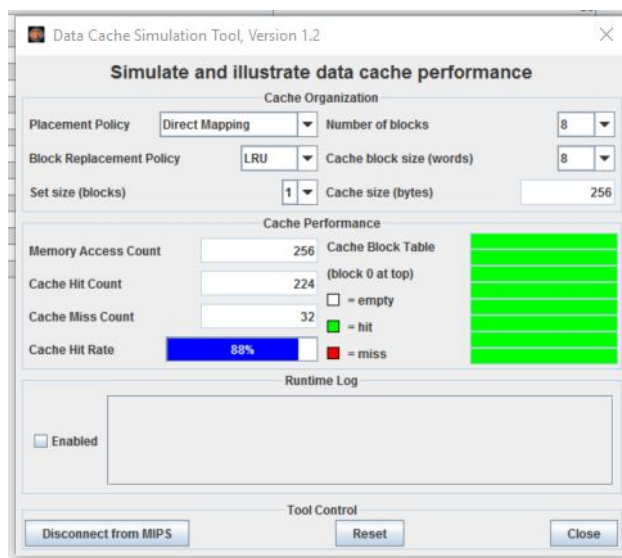 Data Cache Simulation Tool, Version 1.2
Simulate and illustrate data cache performance
Cache Organization
Placement Policy Direct Mapping Number of blocks 8
Block Replacement Policy LRU Cache block size (words) 8
Set size (blocks) 1 Cache size (bytes) 256
Cache Performance
Memory Access Count 256 Cache Block Table
(block 0 at top)
Cache Hit Count 224
= empty
Cache Miss Count 32
= hit
Cache Hit Rate 88% = miss
Runtime Log
Enabled
Tool Control
Disconnect from MIPS Reset Close